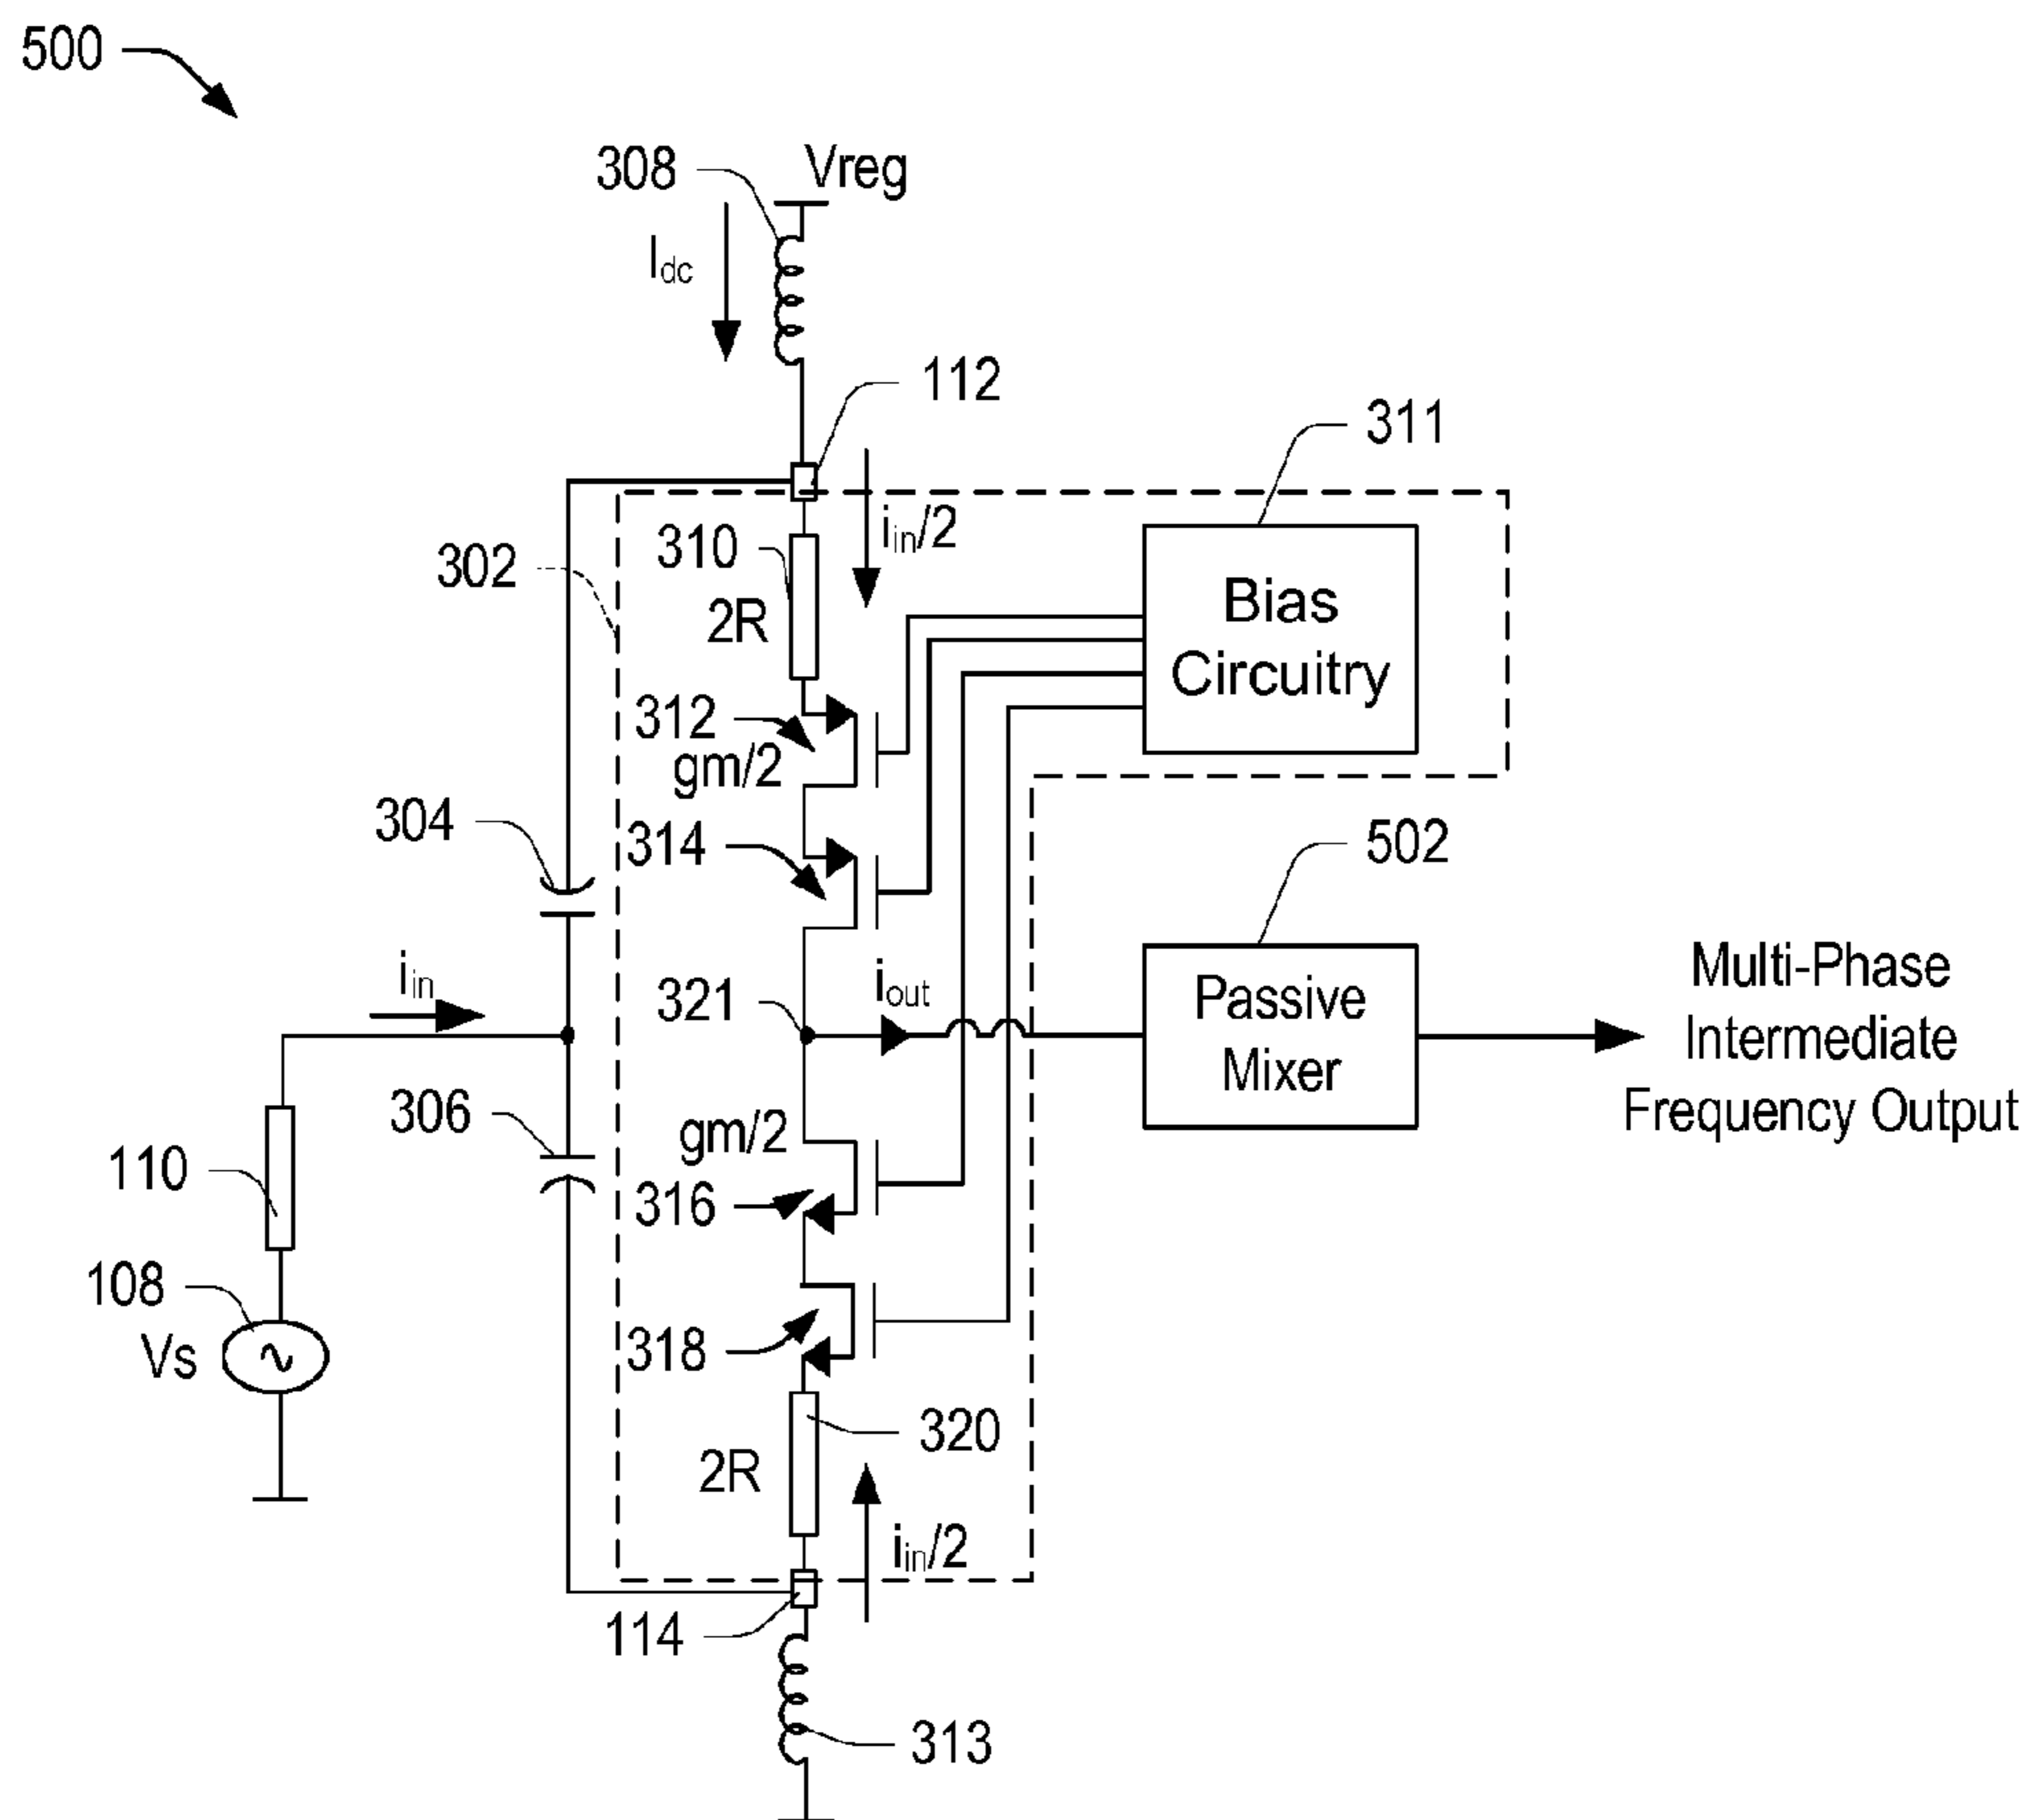 500
308
Vreg
Idc
112
311
302
310
2R
iin/2
Bias
Circuitry
312
gm/2
304
314
502
iin
321
iout
Passive
Mixer
Multi-Phase
Intermediate
Frequency Output
306
gm/2
110
316
108
Vs
318
320
2R
iin/2
114
313